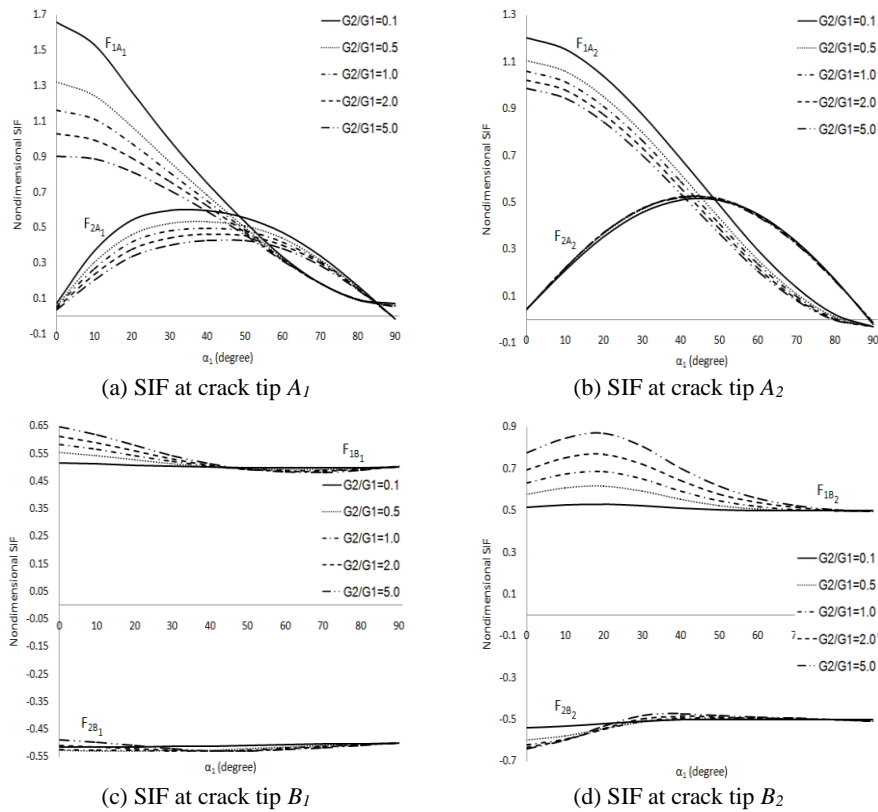 1.7
1.5
1.3
1.1
0.9
0.7
0.5
0.3
0.1
-0.1
Nondimensional SIF
F1A1
F2A1
G2/G1=0.1
G2/G1=0.5
G2/G1=1.0
G2/G1=2.0
G2/G1=5.0
0 10 20 30 40 50 60 70 80 90
α1 (degree)
(a) SIF at crack tip A1
1.3
1.1
0.9
0.7
0.5
0.3
0.1
-0.1
Nondimensional SIF
F1A2
F2A2
G2/G1=0.1
G2/G1=0.5
G2/G1=1.0
G2/G1=2.0
G2/G1=5.0
0 10 20 30 40 50 60 70 80 90
α1 (degree)
(b) SIF at crack tip A2
0.65
0.55
0.45
0.35
0.25
0.15
0.05
-0.05
-0.15
-0.25
-0.35
-0.45
-0.55
Nondimensional SIF
F1B1
G2/G1=0.1
G2/G1=0.5
G2/G1=1.0
G2/G1=2.0
G2/G1=5.0
0 10 20 30 40 50 60 70 80 90
F2B1
α1 (degree)
(c) SIF at crack tip B1
0.9
0.7
0.5
0.3
0.1
-0.1
-0.3
-0.5
-0.7
Nondimensional SIF
F1B2
G2/G1=0.1
G2/G1=0.5
G2/G1=1.0
G2/G1=2.0
G2/G1=5.0
0 10 20 30 40 50 60 7
F2B2
α1 (degree)
(d) SIF at crack tip B2